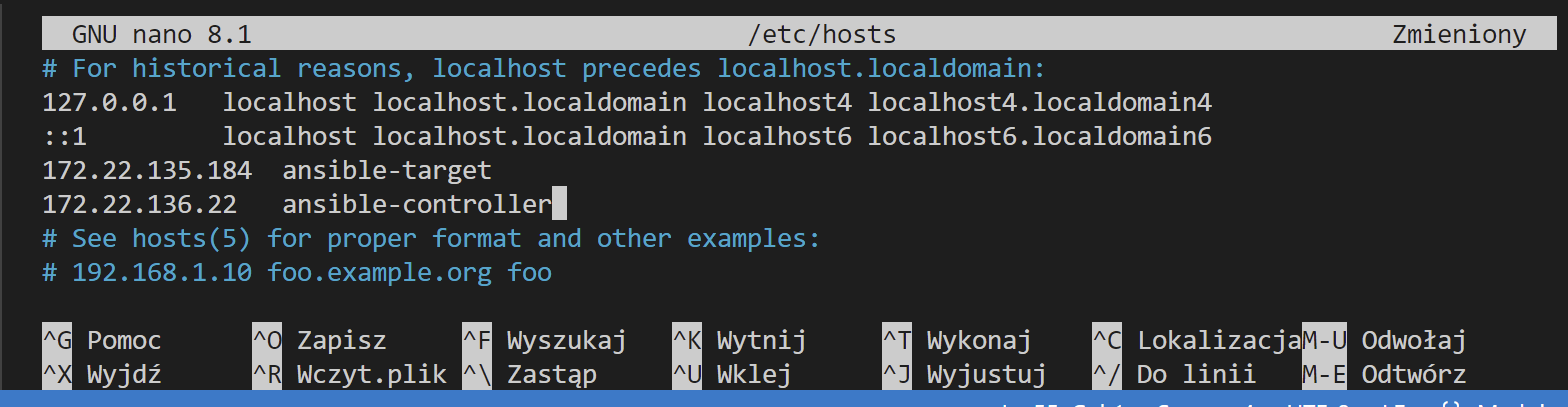 GNU nano 8.1 /etc/hosts Zmieniony
# For historical reasons, localhost precedes localhost.localdomain:
127.0.0.1 localhost localhost.localdomain localhost4 localhost4.localdomain4
::1 localhost localhost.localdomain localhost6 localhost6.localdomain6
172.22.135.184 ansible-target
172.22.136.22 ansible-controller
# See hosts(5) for proper format and other examples:
# 192.168.1.10 foo.example.org foo
^G Pomoc ^O Zapisz ^F Wyszukaj ^K Wytnij ^T Wykonaj ^C Lokalizacja M-U Odwołaj
^X Wyjdź ^R Wczyt.plik ^\ Zastąp ^U Wklej ^J Wyjustuj ^/ Do linii M-E Odtwórz